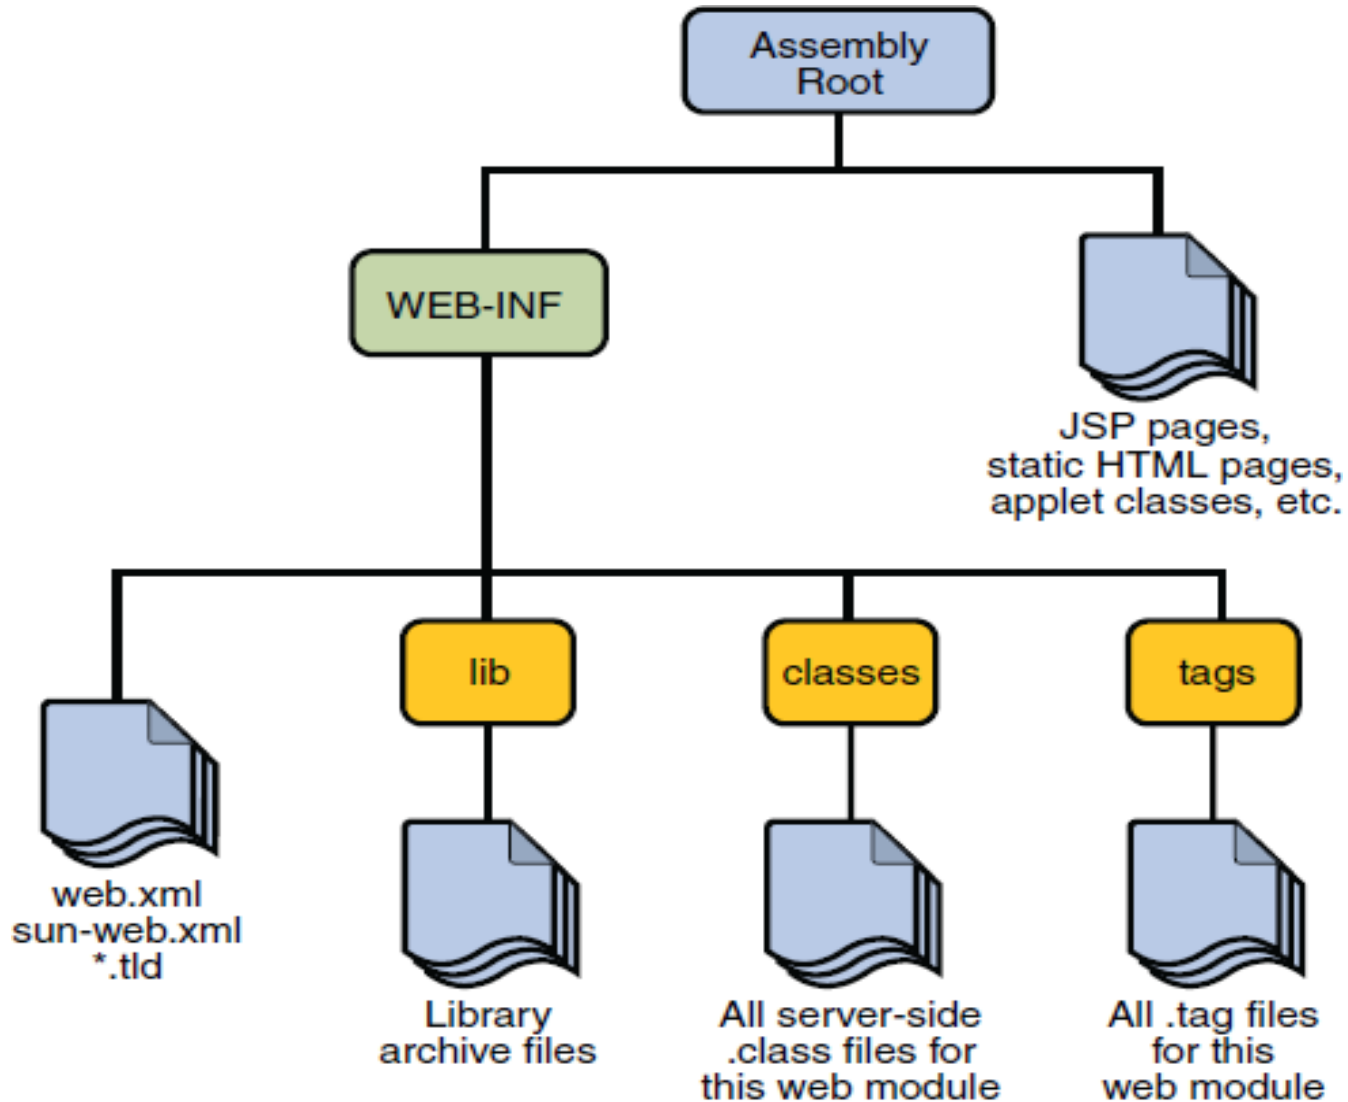 Assembly
Root
WEB-INF
JSP pages,
static HTML pages,
applet classes, etc.
lib
classes
tags
web.xml
sun-web.xml
*.tld
Library
archive files
All server-side
.class files for
this web module
All .tag files
for this
web module